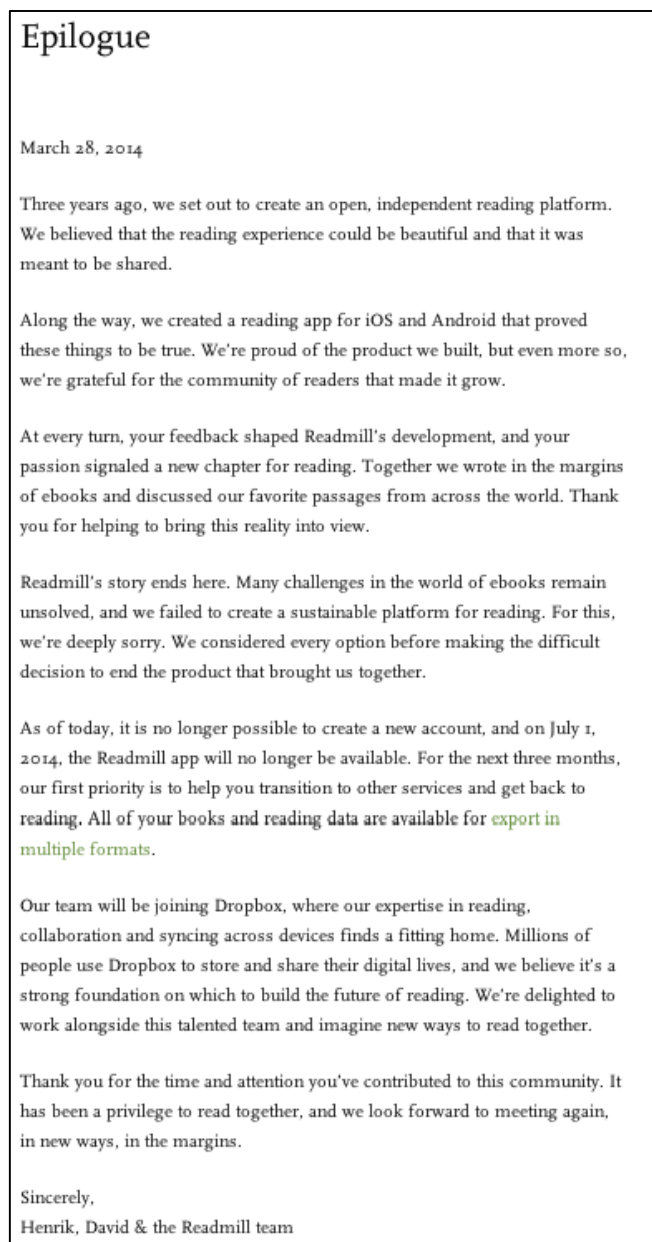 Epilogue
March 28, 2014
Three years ago, we set out to create an open, independent reading platform.
We believed that the reading experience could be beautiful and that it was
meant to be shared.
Along the way, we created a reading app for iOS and Android that proved
these things to be true. We're proud of the product we built, but even more so,
we're grateful for the community of readers that made it grow.
At every turn, your feedback shaped Readmill's development, and your
passion signaled a new chapter for reading. Together we wrote in the margins
of ebooks and discussed our favorite passages from across the world. Thank
you for helping to bring this reality into view.
Readmill's story ends here. Many challenges in the world of ebooks remain
unsolved, and we failed to create a sustainable platform for reading. For this,
we're deeply sorry. We considered every option before making the difficult
decision to end the product that brought us together.
As of today, it is no longer possible to create a new account, and on July 1,
2014, the Readmill app will no longer be available. For the next three months,
our first priority is to help you transition to other services and get back to
reading. All of your books and reading data are available for export in
multiple formats.
Our team will be joining Dropbox, where our expertise in reading,
collaboration and syncing across devices finds a fitting home. Millions of
people use Dropbox to store and share their digital lives, and we believe it's a
strong foundation on which to build the future of reading. We're delighted to
work alongside this talented team and imagine new ways to read together.
Thank you for the time and attention you've contributed to this community. It
has been a privilege to read together, and we look forward to meeting again,
in new ways, in the margins.
Sincerely,
Henrik, David & the Readmill team